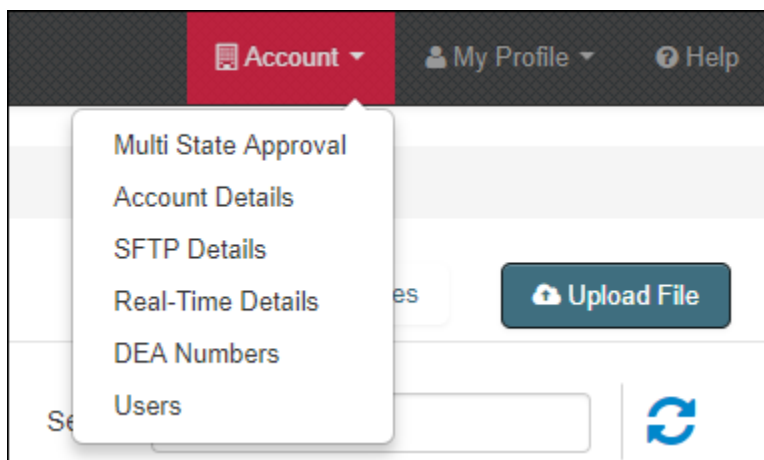 Account My Profile Help
Multi State Approval
Account Details
SFTP Details
Real-Time Details
es Upload File
DEA Numbers
Users
Se